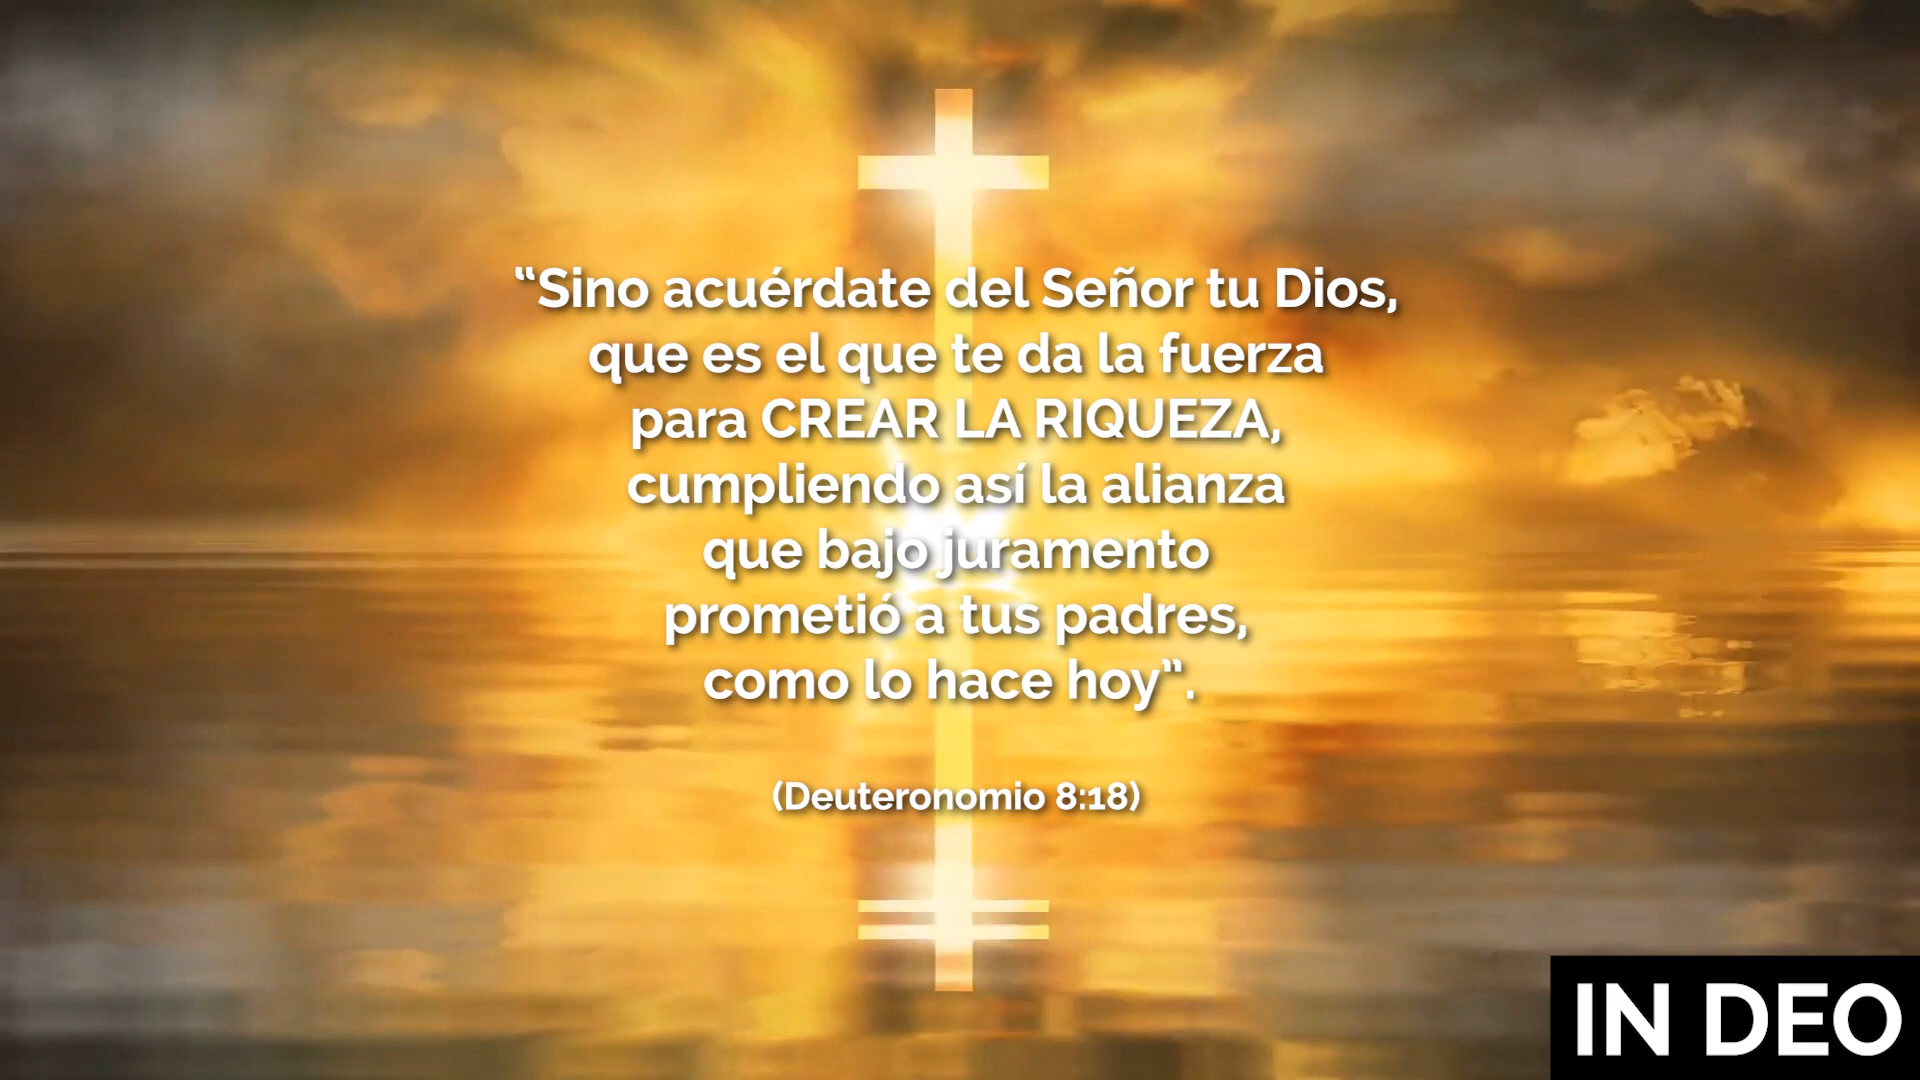 “Sino acuérdate del Señor tu Dios,
que es el que te da la fuerza
para CREAR LA RIQUEZA,
cumpliendo así la alianza
que bajo juramento
prometió a tus padres,
como lo hace hoy”.
(Deuteronomio 8:18)
IN DEO